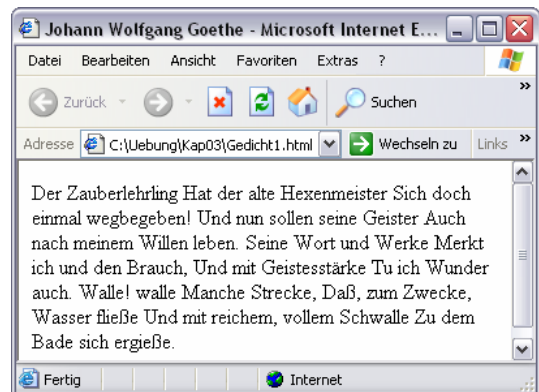 Johann Wolfgang Goethe - Microsoft Internet E...
Datei Bearbeiten Ansicht Favoriten Extras ?
Zurück Suchen »
Adresse C:\Uebung\Kap03\Gedicht1.html Wechseln zu Links »
Der Zauberlehrling Hat der alte Hexenmeister Sich doch
einmal wegbegeben! Und nun sollen seine Geister Auch
nach meinem Willen leben. Seine Wort und Werke Merkt
ich und den Brauch, Und mit Geistesstärke Tu ich Wunder
auch. Walle! walle Manche Strecke, Daß, zum Zwecke,
Wasser fließe Und mit reichem, vollem Schwalle Zu dem
Bade sich ergieße.
Fertig Internet